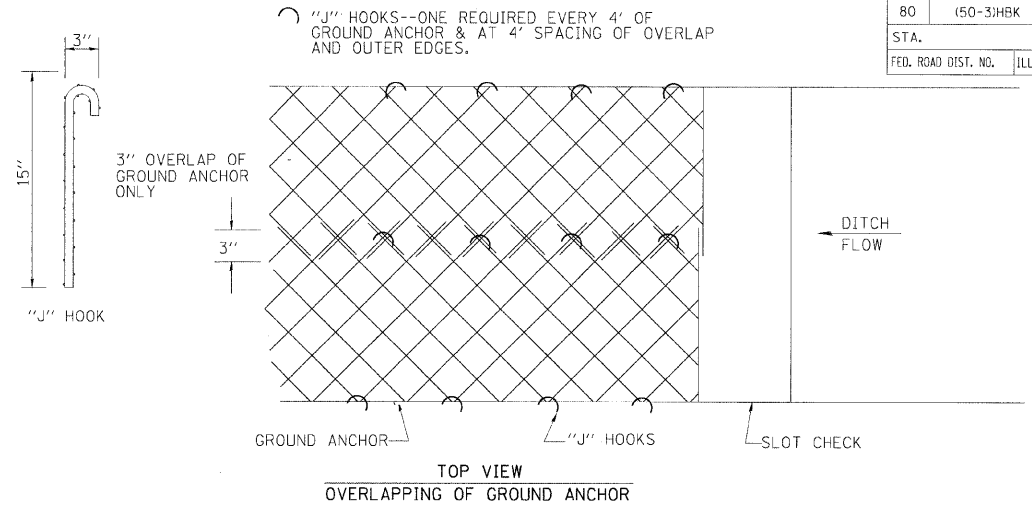 "J" HOOKS--ONE REQUIRED EVERY 4' OF
GROUND ANCHOR & AT 4' SPACING OF OVERLAP
AND OUTER EDGES.
80 (50-3)HBK
STA.
FED. ROAD DIST. NO. ILL
3"
15"
"J" HOOK
3" OVERLAP OF
GROUND ANCHOR
ONLY
3"
DITCH
FLOW
GROUND ANCHOR
"J" HOOKS
SLOT CHECK
TOP VIEW
OVERLAPPING OF GROUND ANCHOR